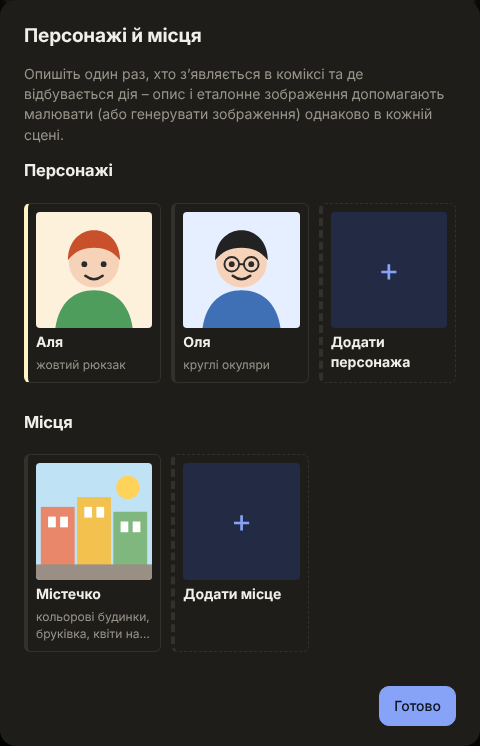 Персонажі й місця
Опишіть один раз, хто з’являється в коміксі та де
відбувається дія – опис і еталонне зображення допомагають
малювати (або генерувати зображення) однаково в кожній
сцені.
Персонажі
Аля
жовтий рюкзак
Оля
круглі окуляри
+
Додати
персонажа
Місця
Містечко
кольорові будинки,
бруківка, квіти на...
+
Додати місце
Готово